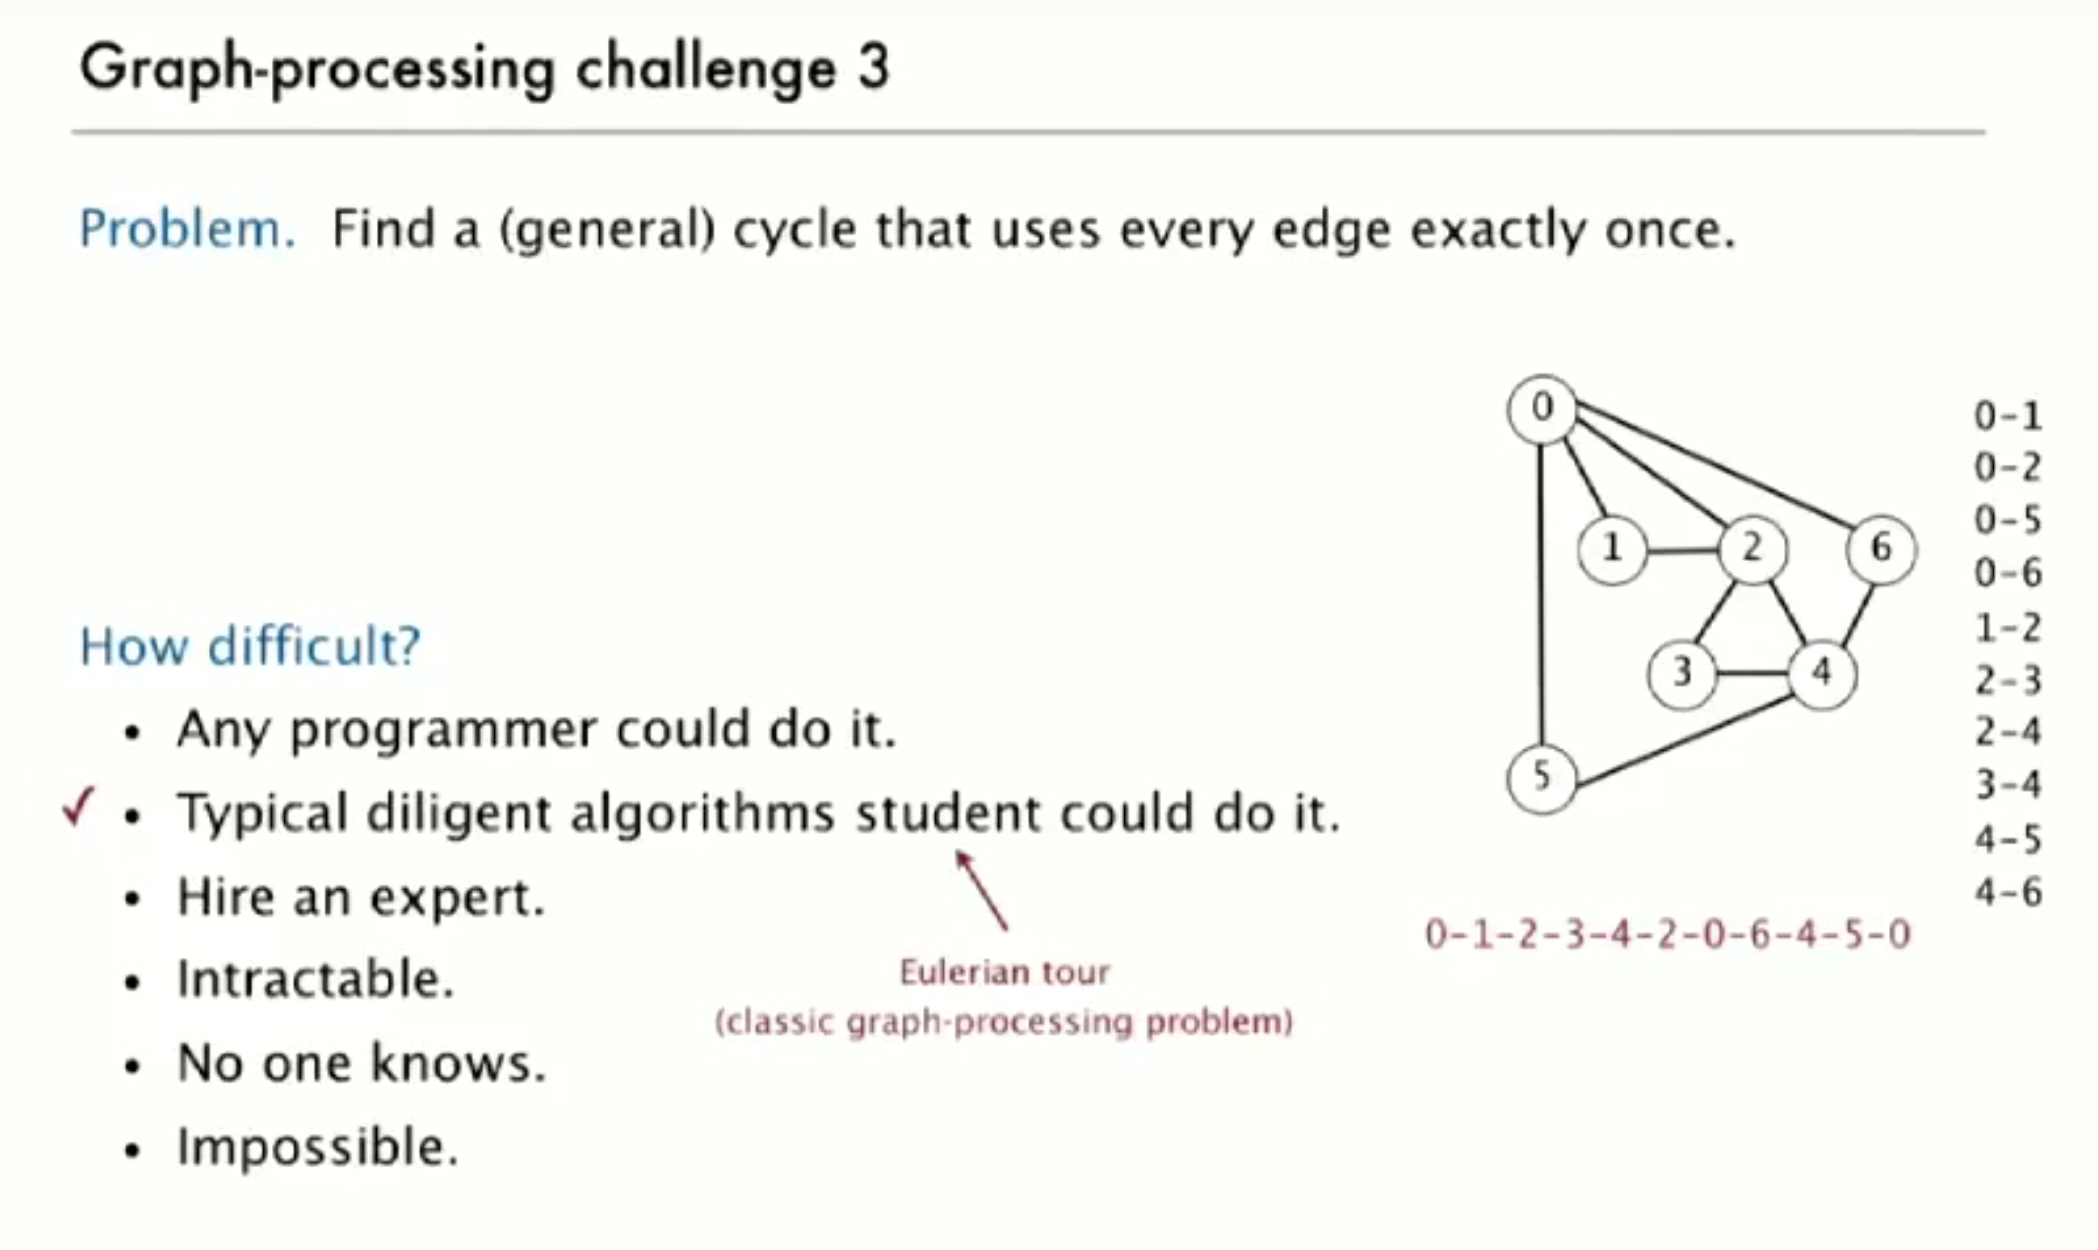 Graph-processing challenge 3
Problem. Find a (general) cycle that uses every edge exactly once.
How difficult?
• Any programmer could do it.
✓ • Typical diligent algorithms student could do it.
• Hire an expert.
• Intractable.
• No one knows.
• Impossible.
Eulerian tour
(classic graph-processing problem)
0
1
2
6
3
4
5
0-1
0-2
0-5
0-6
1-2
2-3
2-4
3-4
4-5
4-6
0-1-2-3-4-2-0-6-4-5-0